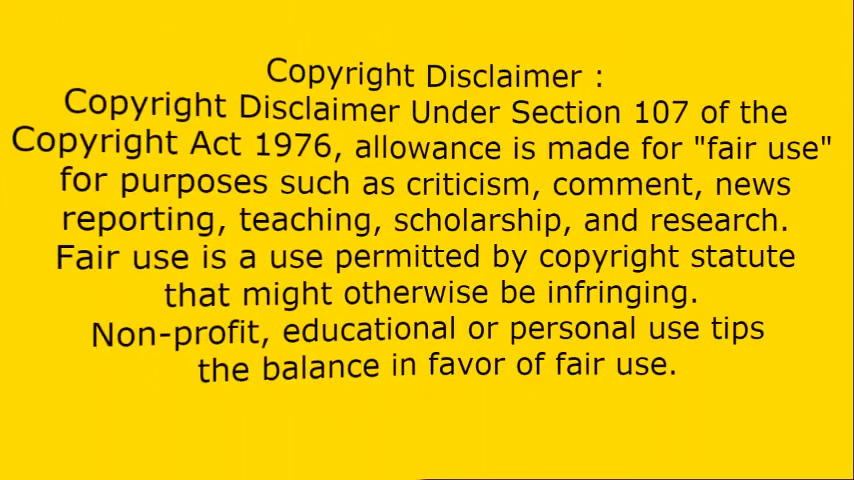 Copyright Disclaimer :
Copyright Disclaimer Under Section 107 of the
Copyright Act 1976, allowance is made for "fair use"
for purposes such as criticism, comment, news
reporting, teaching, scholarship, and research.
Fair use is a use permitted by copyright statute
that might otherwise be infringing.
Non-profit, educational or personal use tips
the balance in favor of fair use.